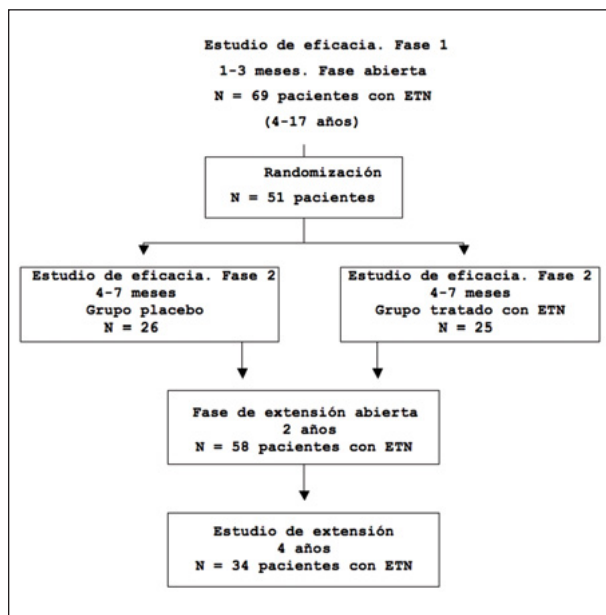 Estudio de eficacia. Fase 1
1-3 meses. Fase abierta
N = 69 pacientes con ETN
(4-17 años)
Randomización
N = 51 pacientes
Estudio de eficacia. Fase 2
4-7 meses
Grupo placebo
N = 26
Estudio de eficacia. Fase 2
4-7 meses
Grupo tratado con ETN
N = 25
Fase de extensión abierta
2 años
N = 58 pacientes con ETN
Estudio de extensión
4 años
N = 34 pacientes con ETN